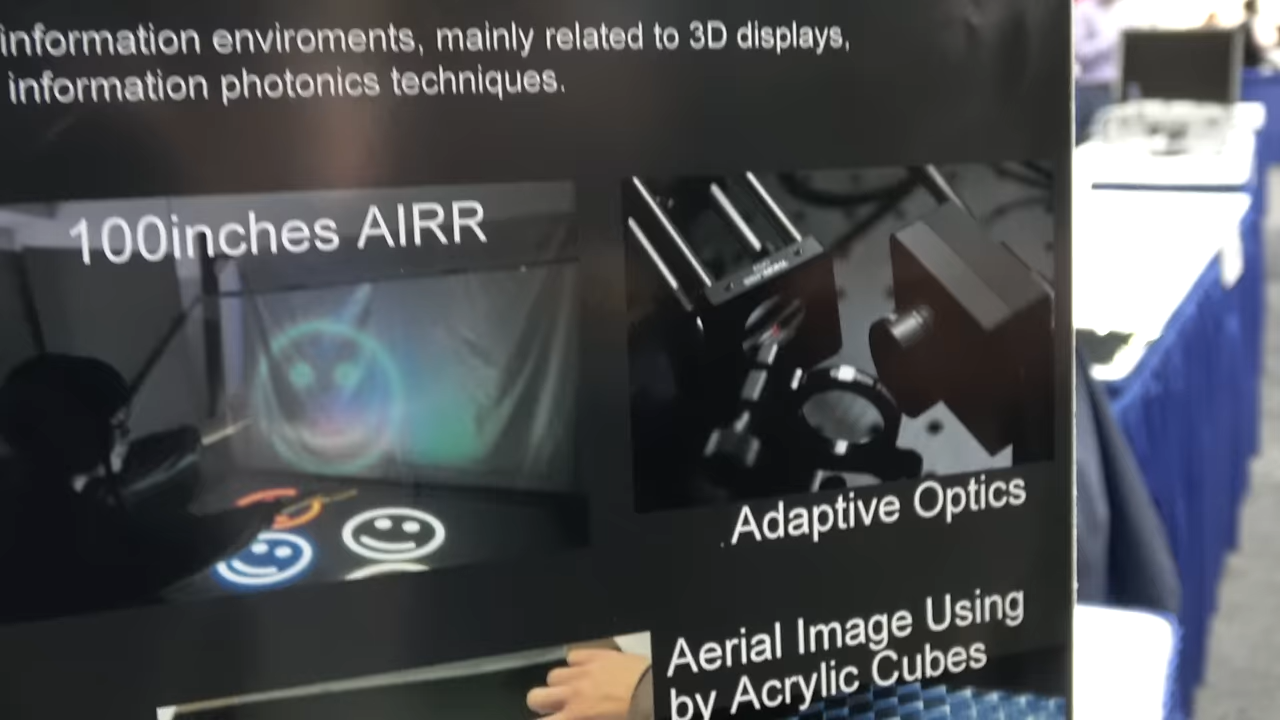 information enviroments, mainly related to 3D displays,
information photonics techniques.
100inches AIRR
Adaptive Optics
Aerial Image Using
by Acrylic Cubes